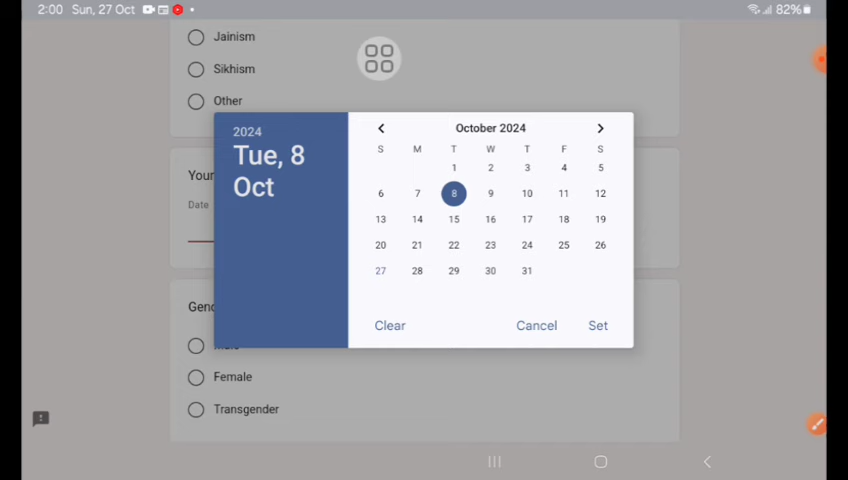 2:00 Sun, 27 Oct
82%
Jainism
Sikhism
Other
Your
Date
2024
Tue, 8
Oct
October 2024
S M T W T F S
1 2 3 4 5
6 7 8 9 10 11 12
13 14 15 16 17 18 19
20 21 22 23 24 25 26
27 28 29 30 31
Clear Cancel Set
Female
Transgender